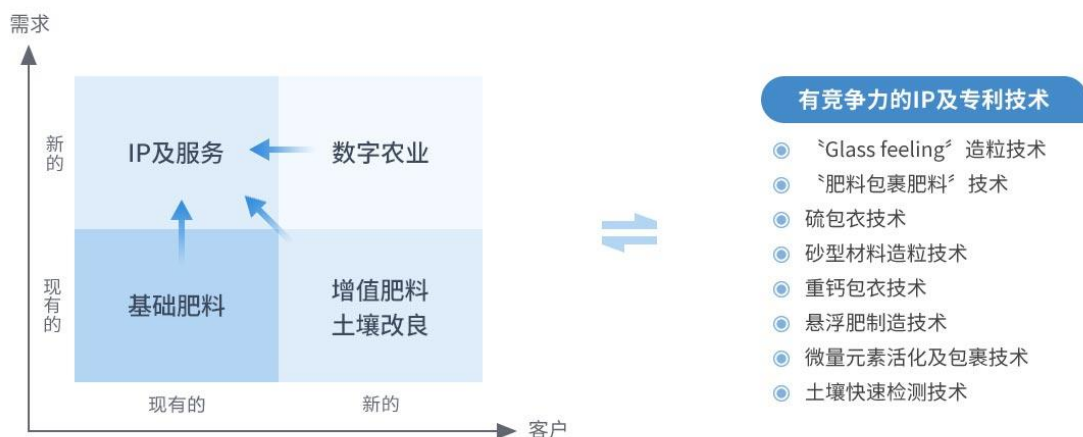 需求
新的
现有的
IP及服务
数字农业
基础肥料
增值肥料
土壤改良
现有的
新的
客户
有竞争力的IP及专利技术
〝Glass feeling〞造粒技术
〝肥料包裹肥料〞技术
硫包衣技术
砂型材料造粒技术
重钙包衣技术
悬浮肥制造技术
微量元素活化及包裹技术
土壤快速检测技术